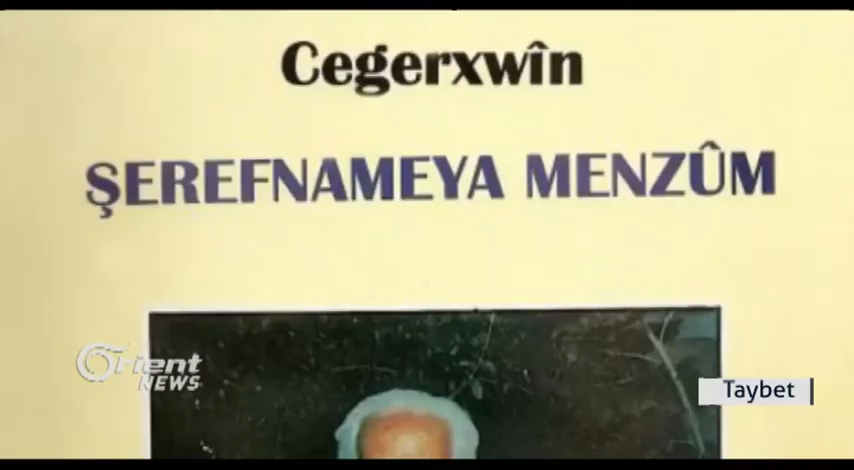 Cegerxwîn
ŞEREFNAMEYA MENZÛM
Orient
NEWS
Taybet